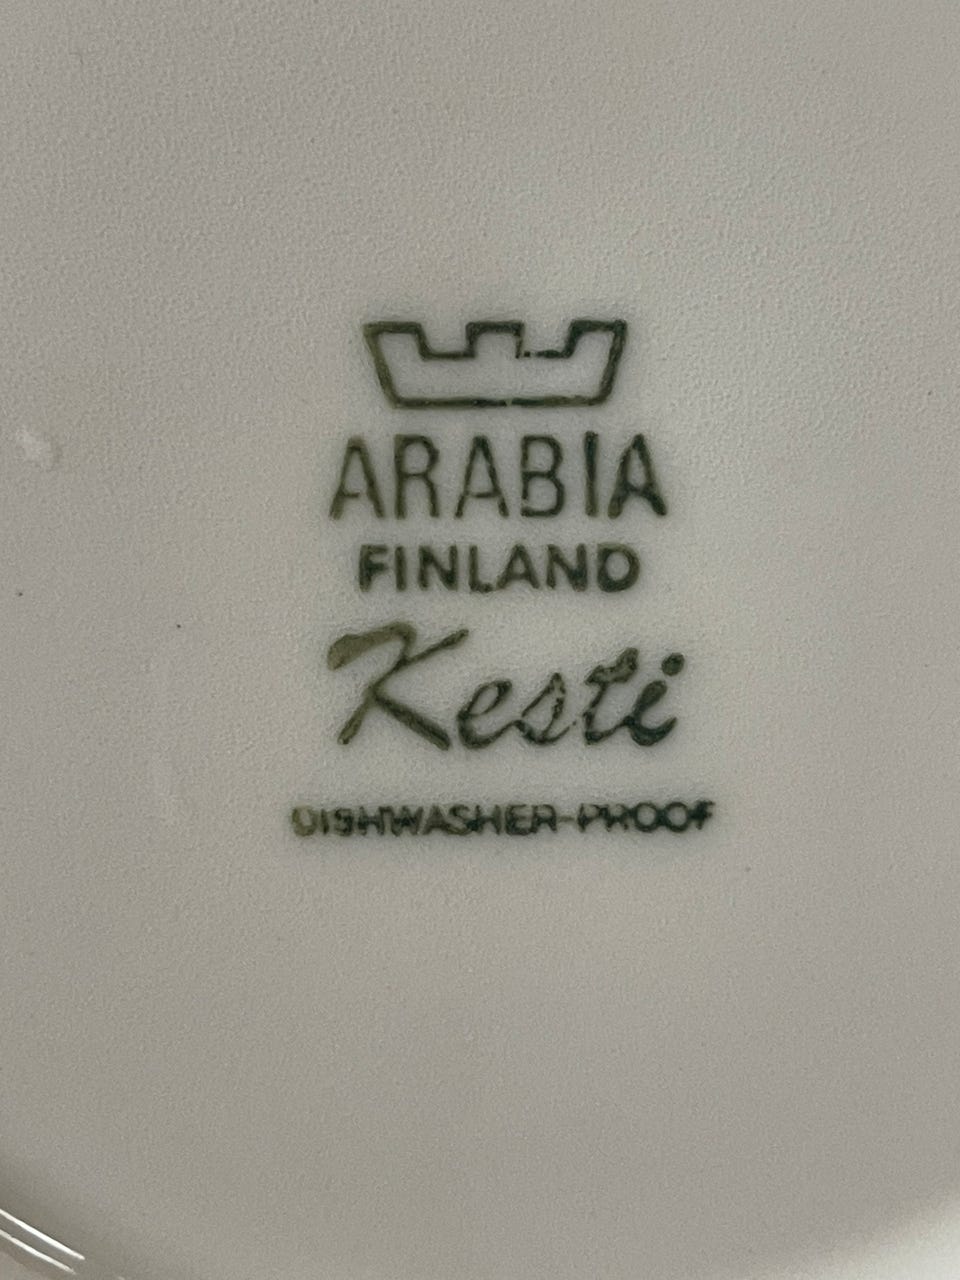 ARABIA
FINLAND
Kesti
DISHWASHER-PROOF